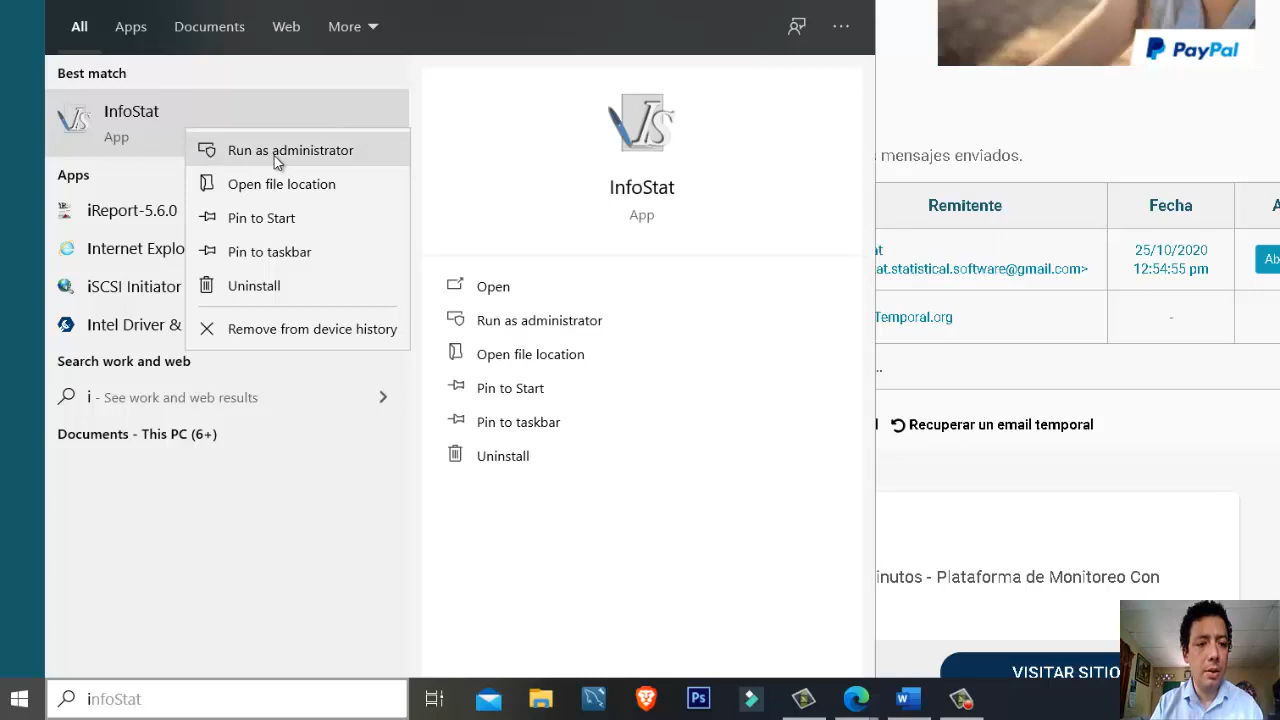 All Apps Documents Web More
Best match
InfoStat
App
Run as administrator
Open file location
Pin to Start
Pin to taskbar
Uninstall
Remove from device history
Apps
iReport-5.6.0
Internet Explo
iSCSI Initiator
Intel Driver &
Search work and web
i - See work and web results
Documents - This PC (6+)
InfoStat
App
Open
Run as administrator
Open file location
Pin to Start
Pin to taskbar
Uninstall
infoStat
PayPal
s mensajes enviados.
Remitente Fecha A
at
at.statistical.software@gmail.com>
25/10/2020
12:54:55 pm
Ab
Temporal.org -
..
l Recuperar un email temporal
inutos - Plataforma de Monitoreo Con
VISITAR SITIO
Ps
W